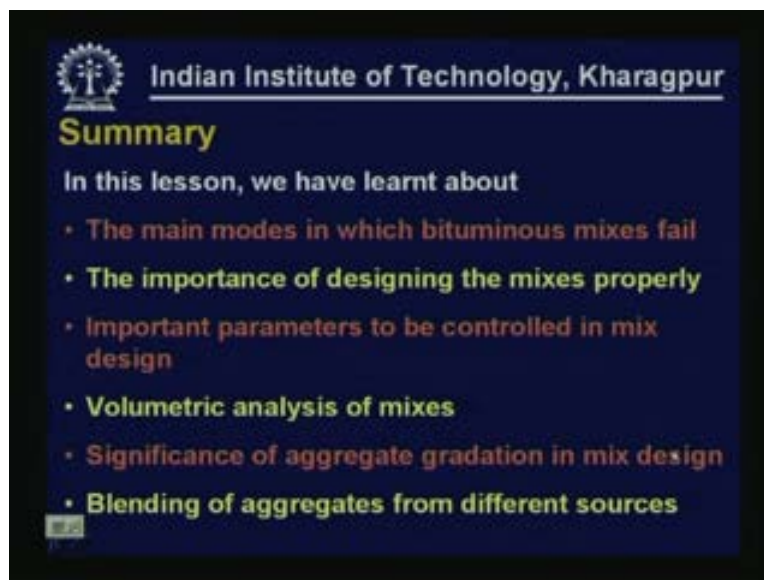 Indian Institute of Technology, Kharagpur
Summary
In this lesson, we have learnt about
• The main modes in which bituminous mixes fail
• The importance of designing the mixes properly
• Important parameters to be controlled in mix
design
• Volumetric analysis of mixes
• Significance of aggregate gradation in mix design
• Blending of aggregates from different sources